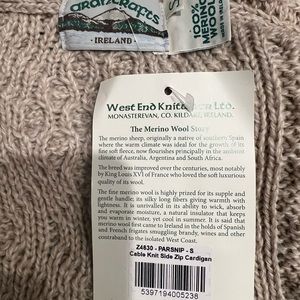 aran crafts
· IRELAND ·
S
100%
MERINO
WOOL
West End Knitwear Ltd.
MONASTEREVAN, CO. KILDARE, IRELAND.
The Merino Wool Story
The merino sheep, originally a native of southern Spain
where the warm climate was ideal for the growth of its
fine soft fleece, now flourishes principally in the ambient
climate of Australia, Argentina and South Africa.
The breed was improved over the centuries, most notably
by King Louis XVI of France who loved the soft luxurious
quality of its wool.
The fine merino wool is highly prized for its supple and
gentle handle; its silky long fibers giving warmth with
lightness. It is unrivalled in its ability to wick, absorb
and evaporate moisture, a natural insulator that keeps
you warm in winter, yet cool in summer. It is said that
merino wool first came to Ireland in the holds of Spanish
and French frigates smuggling brandy, wines and other
contraband to the isolated West Coast.
Z4630 - PARSNIP - S
Cable Knit Side Zip Cardigan
5397194005238